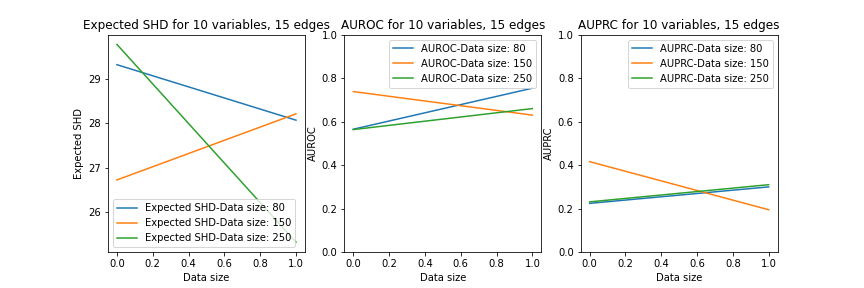 Expected SHD for 10 variables, 15 edges
Expected SHD
29
28
27
26
Expected SHD-Data size: 80
Expected SHD-Data size: 150
Expected SHD-Data size: 250
0.0 0.2 0.4 0.6 0.8 1.0
Data size
AUROC for 10 variables, 15 edges
AUROC
1.0
0.8
0.6
0.4
0.2
0.0
AUROC-Data size: 80
AUROC-Data size: 150
AUROC-Data size: 250
0.0 0.2 0.4 0.6 0.8 1.0
Data size
AUPRC for 10 variables, 15 edges
AUPRC
1.0
0.8
0.6
0.4
0.2
0.0
AUPRC-Data size: 80
AUPRC-Data size: 150
AUPRC-Data size: 250
0.0 0.2 0.4 0.6 0.8 1.0
Data size